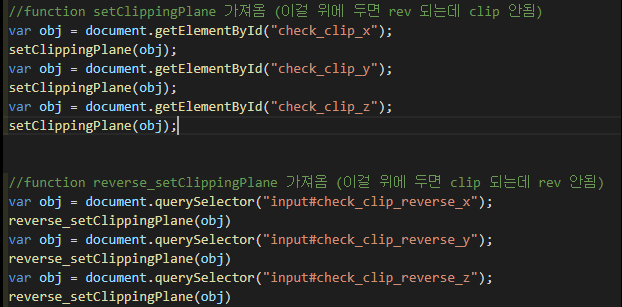 //function setClippingPlane 가져옴 (이걸 위에 두면 rev 되는데 clip 안됨)
var obj = document.getElementById("check_clip_x");
setClippingPlane(obj);
var obj = document.getElementById("check_clip_y");
setClippingPlane(obj);
var obj = document.getElementById("check_clip_z");
setClippingPlane(obj);
//function reverse_setClippingPlane 가져옴 (이걸 위에 두면 clip 되는데 rev 안됨)
var obj = document.querySelector("input#check_clip_reverse_x");
reverse_setClippingPlane(obj)
var obj = document.querySelector("input#check_clip_reverse_y");
reverse_setClippingPlane(obj)
var obj = document.querySelector("input#check_clip_reverse_z");
reverse_setClippingPlane(obj)